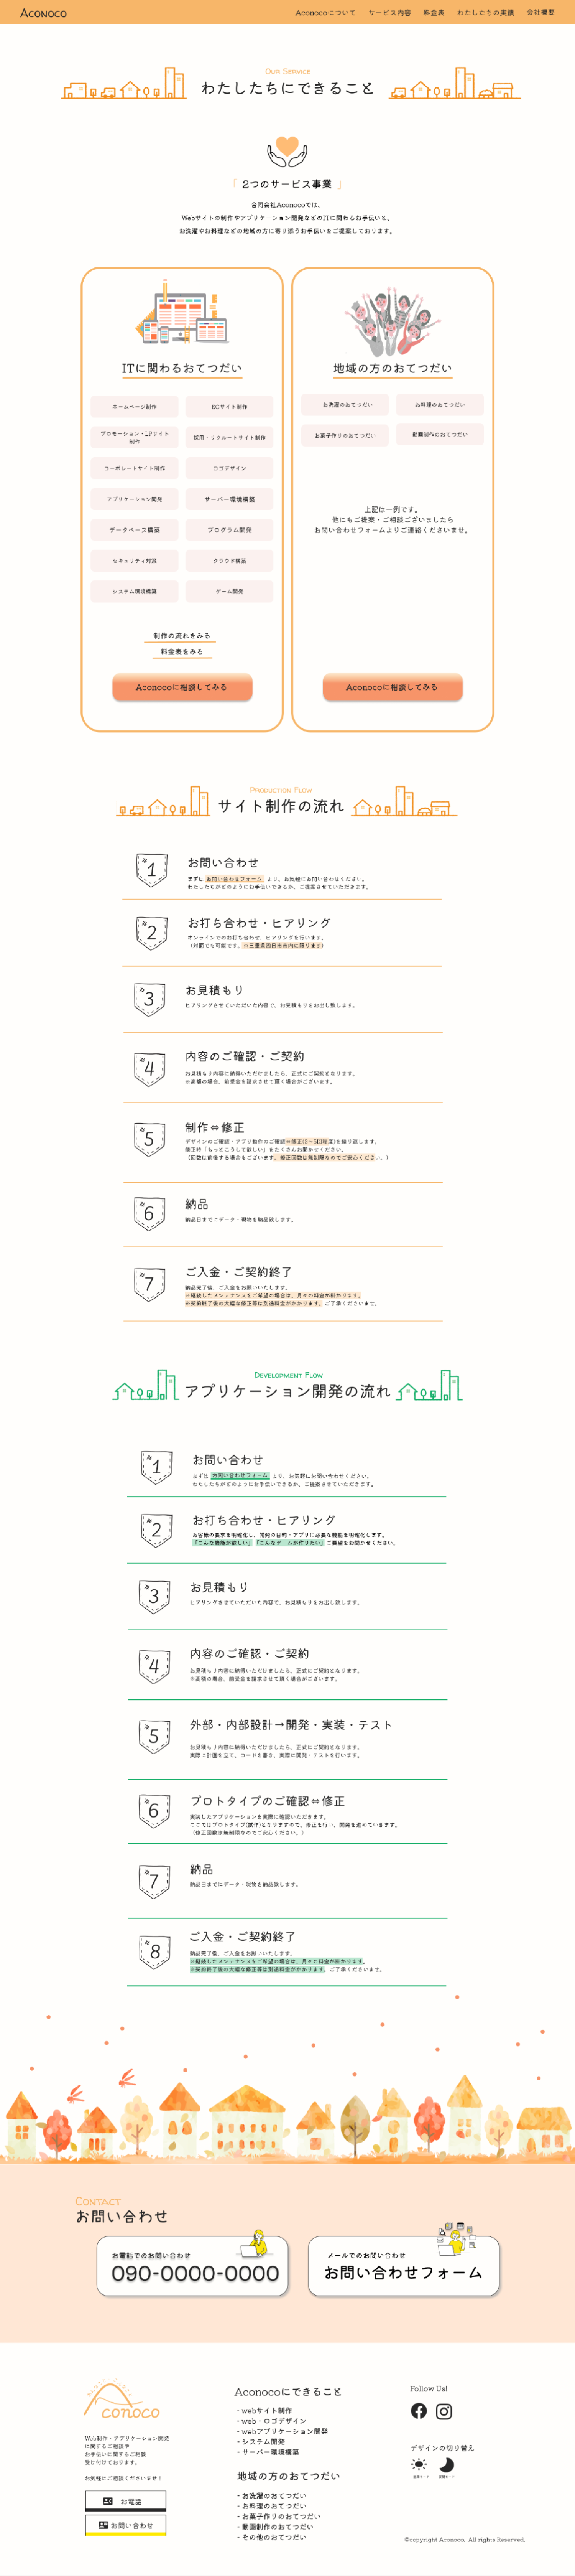 ACONOCO
Aconocoについて サービス内容 料金表 わたしたちの実績 会社概要
OUR SERVICE
わたしたちにできること
「 2つのサービス事業 」
合同会社Aconocoでは、
Webサイトの制作やアプリケーション開発などのITに関わるお手伝いと、
お洗濯やお料理などの地域の方に寄り添うお手伝いをご提案しております。
ITに関わるおてつだい
ホームページ制作
ECサイト制作
プロモーション・LPサイト
制作
採用・リクルートサイト制作
コーポレートサイト制作
ロゴデザイン
アプリケーション開発
サーバー環境構築
データベース構築
プログラム開発
セキュリティ対策
クラウド構築
システム環境構築
ゲーム開発
制作の流れをみる
料金表をみる
Aconocoに相談してみる
地域の方のおてつだい
お洗濯のおてつだい
お料理のおてつだい
お菓子作りのおてつだい
動画制作のおてつだい
上記は一例です。
他にもご提案・ご相談ございましたら
お問い合わせフォームよりご連絡くださいませ。
Aconocoに相談してみる
PRODUCTION FLOW
サイト制作の流れ
1
お問い合わせ
まずは お問い合わせフォーム より、お気軽にお問い合わせください。
わたしたちがどのようにお手伝いできるか、ご提案させていただきます。
2
お打ち合わせ・ヒアリング
オンラインでのお打ち合わせ、ヒアリングを行います。
（対面でも可能です。※三重県四日市市内に限ります）
3
お見積もり
ヒアリングさせていただいた内容で、お見積もりをお出し致します。
4
内容のご確認・ご契約
お見積もり内容に納得いただけましたら、正式にご契約となります。
※高額の場合、前受金を請求させて頂く場合がございます。
5
制作⇔修正
デザインのご確認・アプリ動作のご確認⇔修正(3〜5回程度)を繰り返します。
修正時「もっとこうして欲しい」をたくさんお聞かせください。
（回数は前後する場合もございます。修正回数は無制限なのでご安心ください。）
6
納品
納品日までにデータ・現物を納品致します。
7
ご入金・ご契約終了
納品完了後、ご入金をお願いいたします。
※継続したメンテナンスをご希望の場合は、月々の料金が掛かります。
※契約終了後の大幅な修正等は別途料金がかかります。ご了承くださいませ。
DEVELOPMENT FLOW
アプリケーション開発の流れ
1
お問い合わせ
まずは お問い合わせフォーム より、お気軽にお問い合わせください。
わたしたちがどのようにお手伝いできるか、ご提案させていただきます。
2
お打ち合わせ・ヒアリング
お客様の要求を明確化し、開発の目的・アプリに必要な機能を明確化します。
「こんな機能が欲しい」「こんなゲームが作りたい」ご要望をお聞かせください。
3
お見積もり
ヒアリングさせていただいた内容で、お見積もりをお出し致します。
4
内容のご確認・ご契約
お見積もり内容に納得いただけましたら、正式にご契約となります。
※高額の場合、前受金を請求させて頂く場合がございます。
5
外部・内部設計→開発・実装・テスト
お見積もり内容に納得いただけましたら、正式にご契約となります。
実際に計画を立て、コードを書き、実際に開発・テストを行います。
6
プロトタイプのご確認⇔修正
実装したアプリケーションを実際に確認いただきます。
ここではプロトタイプ(試作)となりますので、修正を行い、開発を進めていきます。
（修正回数は無制限なのでご安心ください。）
7
納品
納品日までにデータ・現物を納品致します。
8
ご入金・ご契約終了
納品完了後、ご入金をお願いいたします。
※継続したメンテナンスをご希望の場合は、月々の料金が掛かります。
※契約終了後の大幅な修正等は別途料金がかかります。ご了承くださいませ。
CONTACT
お問い合わせ
お電話でのお問い合わせ
090-0000-0000
メールでのお問い合わせ
お問い合わせフォーム
Aconoco
Web制作・アプリケーション開発
に関するご相談や
お手伝いに関するご相談
受け付けております。
お気軽にご相談くださいませ！
お電話
お問い合わせ
Aconocoにできること
- webサイト制作
- web・ロゴデザイン
- webアプリケーション開発
- システム開発
- サーバー環境構築
地域の方のおてつだい
- お洗濯のおてつだい
- お料理のおてつだい
- お菓子作りのおてつだい
- 動画制作のおてつだい
- その他のおてつだい
Follow Us!
デザインの切り替え
©copyright Aconoco. All rights Reserved.